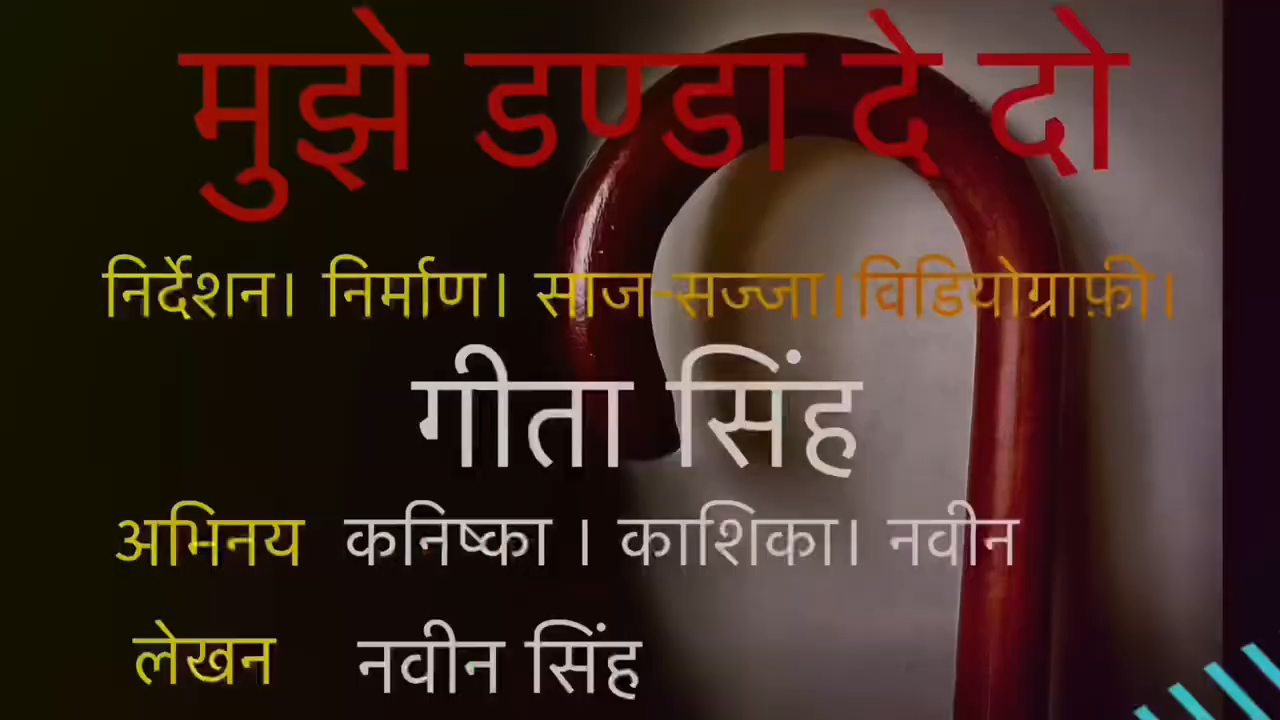 मुझे डण्डा दे दो
निर्देशन। निर्माण। साज-सज्जा।विडियोग्राफ़ी।
गीता सिंह
अभिनय कनिष्का । काशिका। नवीन
लेखन नवीन सिंह